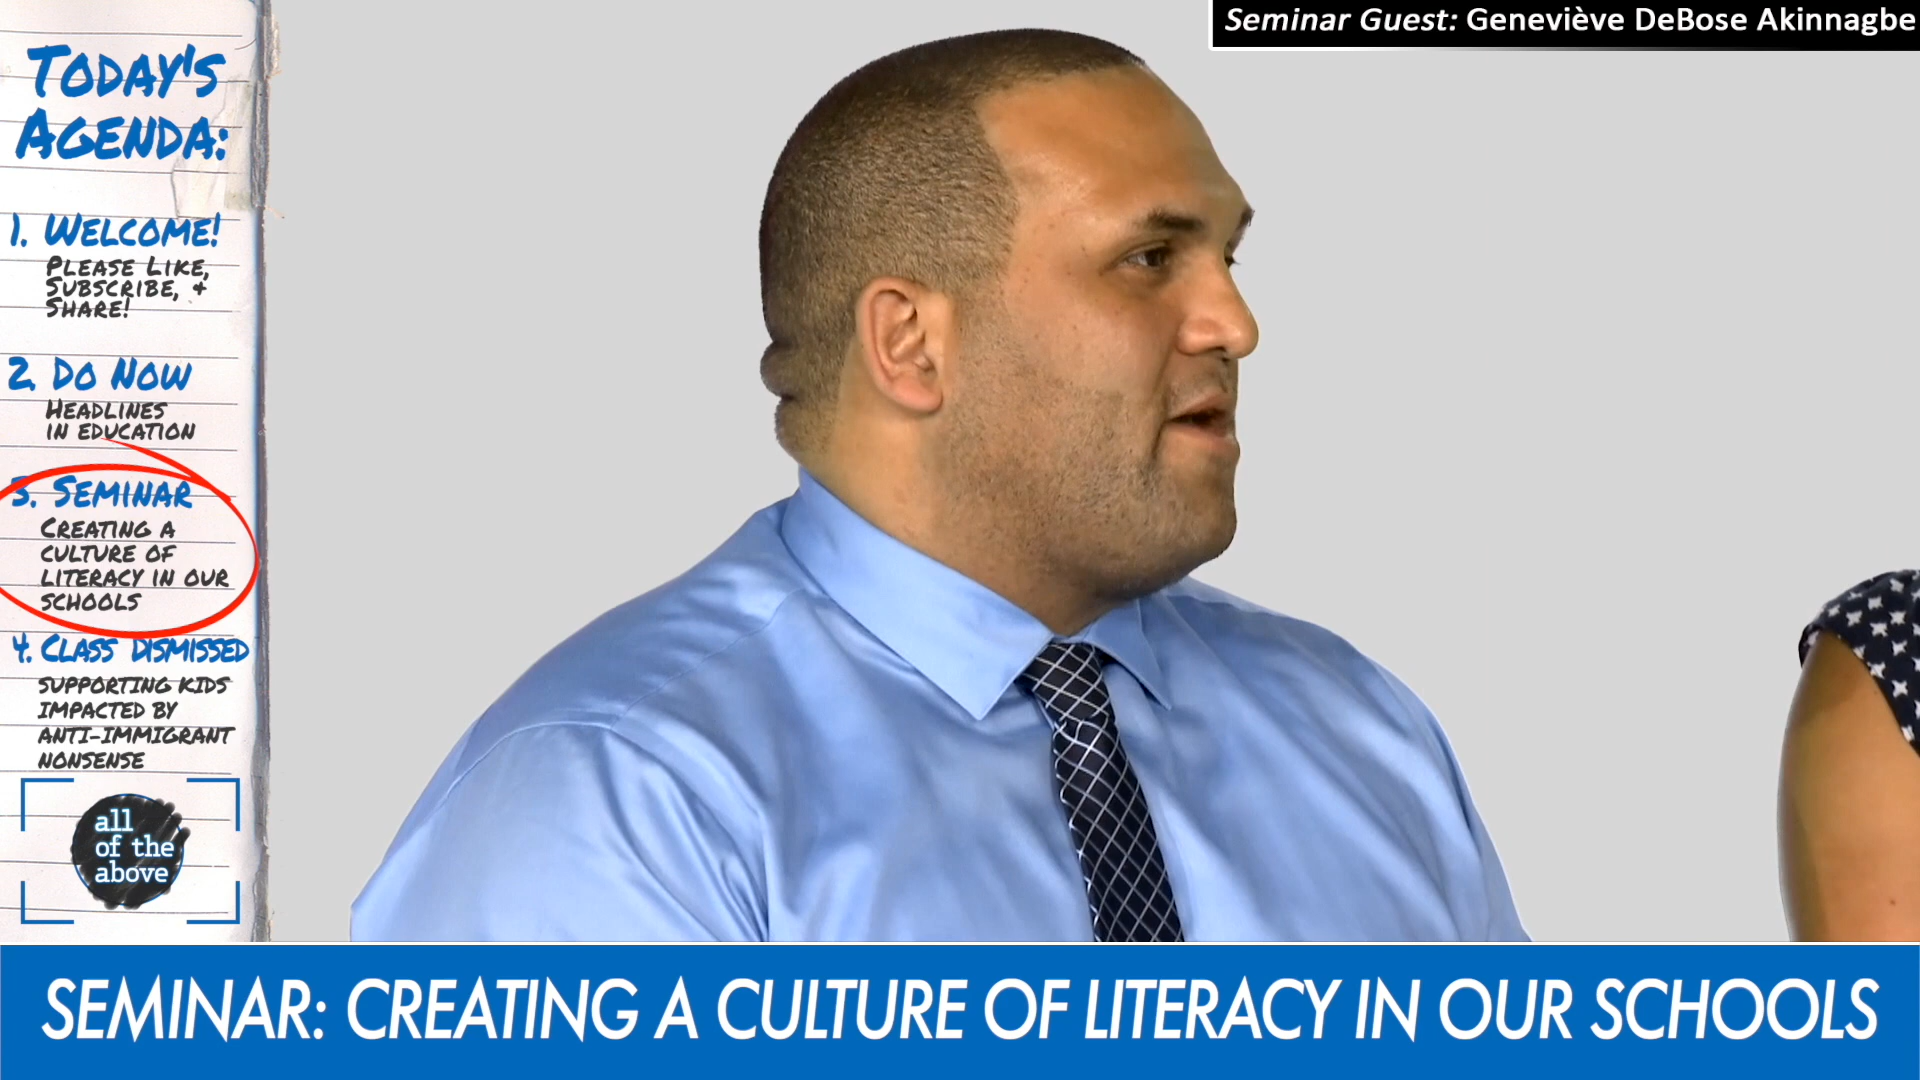 Seminar Guest: Geneviève DeBose Akinnagbe
TODAY'S
AGENDA:
1. WELCOME!
PLEASE LIKE,
SUBSCRIBE, +
SHARE!
2. DO NOW
HEADLINES
IN EDUCATION
3. SEMINAR
CREATING A
CULTURE OF
LITERACY IN OUR
SCHOOLS
4. CLASS DISMISSED
SUPPORTING KIDS
IMPACTED BY
ANTI-IMMIGRANT
NONSENSE
all
of the
above
SEMINAR: CREATING A CULTURE OF LITERACY IN OUR SCHOOLS